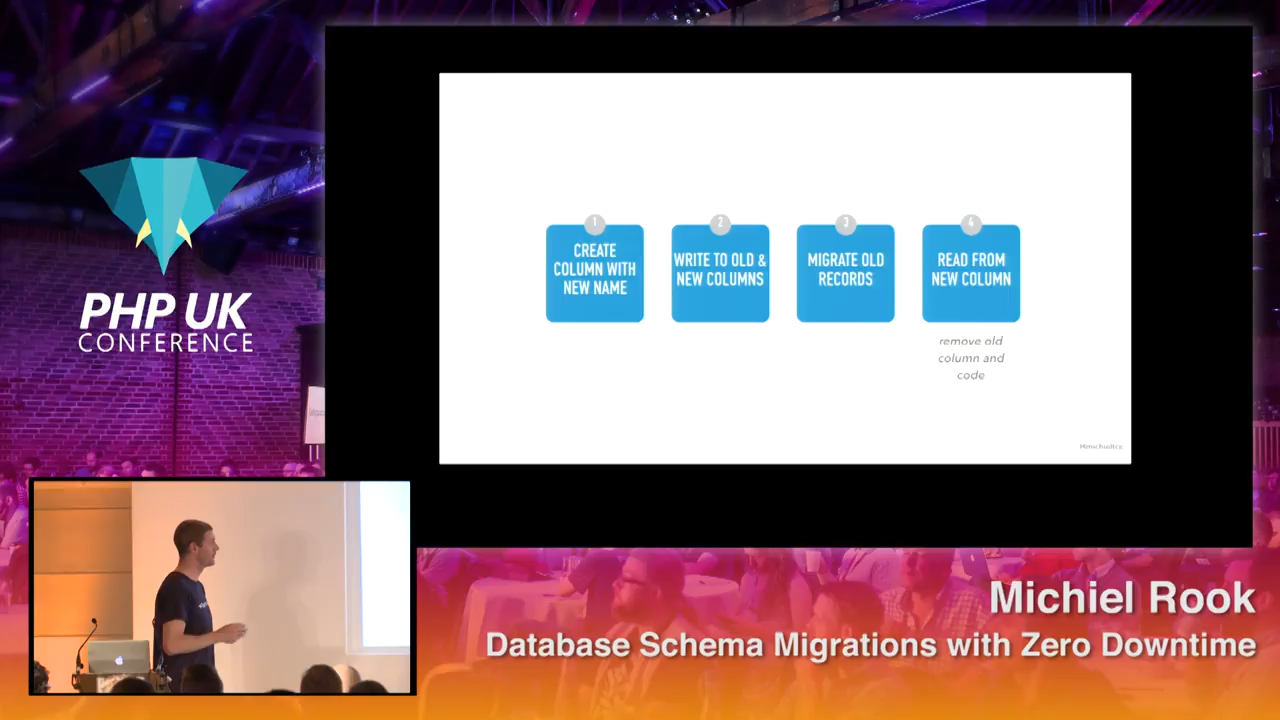 PHP UK
CONFERENCE
1
CREATE
COLUMN WITH
NEW NAME
2
WRITE TO OLD &
NEW COLUMNS
3
MIGRATE OLD
RECORDS
4
READ FROM
NEW COLUMN
remove old
column and
code
Michiel Rook
Database Schema Migrations with Zero Downtime